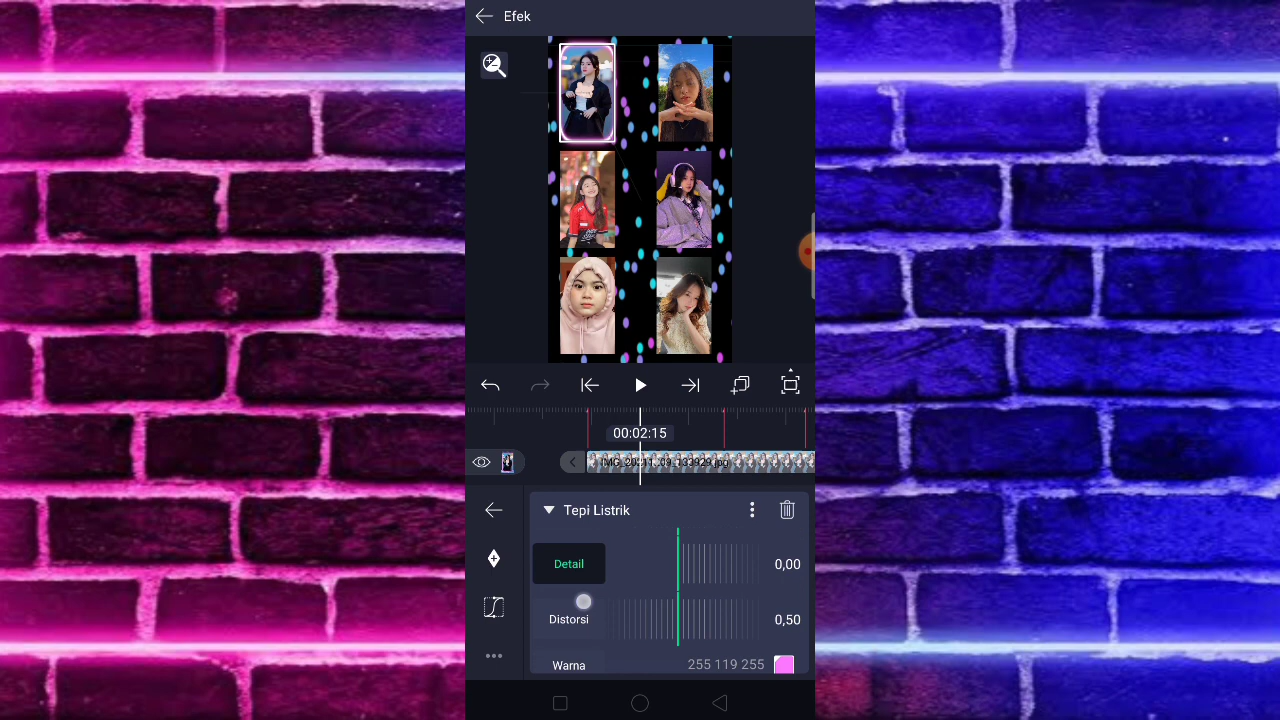 Efek
00:02:15
Tepi Listrik
Detail
0,00
Distorsi
0,50
Warna
255 119 255